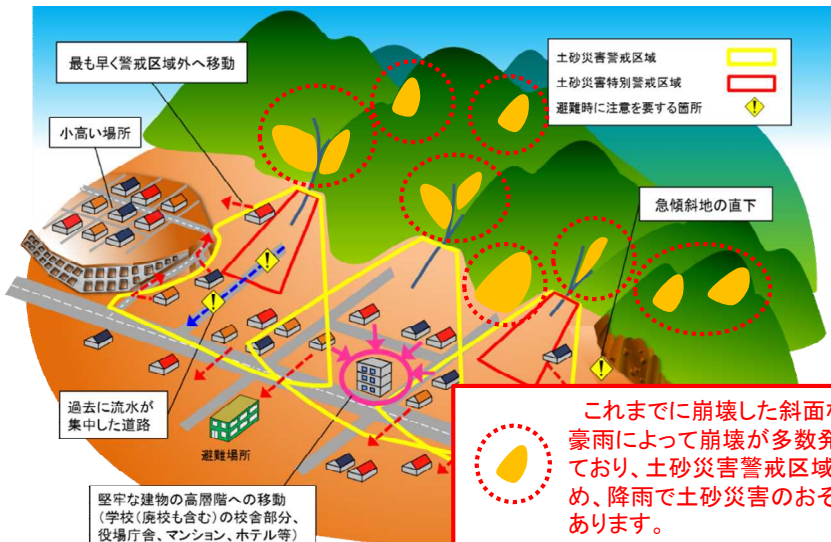 最も早く警戒区域外へ移動
小高い場所
土砂災害警戒区域
土砂災害特別警戒区域
避難時に注意を要する箇所
急傾斜地の直下
過去に流水が
集中した道路
避難場所
堅牢な建物の高層階への移動
（学校（廃校も含む）の校舎部分、
役場庁舎、マンション、ホテル等）
これまでに崩壊した斜面
豪雨によって崩壊が多数発
ており、土砂災害警戒区域
め、降雨で土砂災害のおそ
あります。